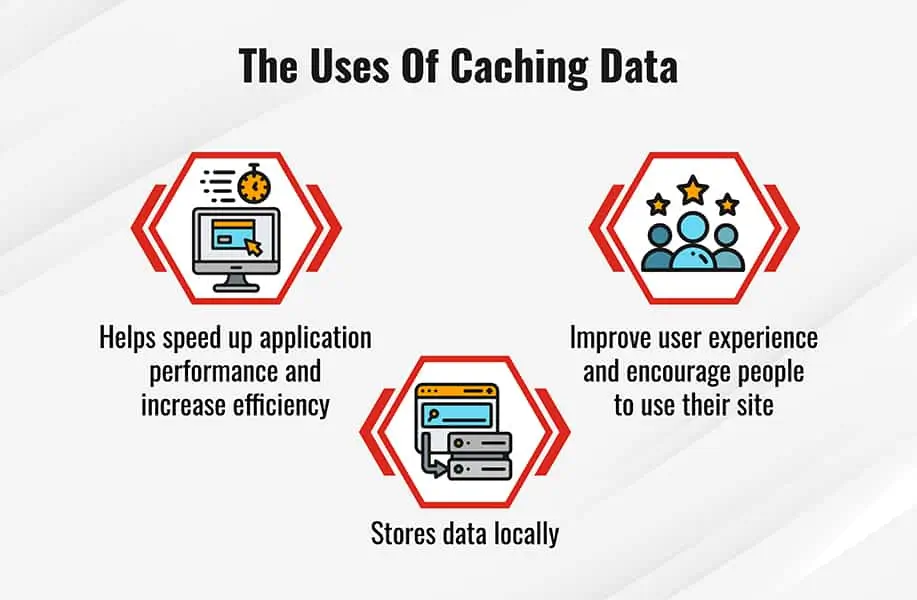 The Uses Of Caching Data
Helps speed up application
performance and
increase efficiency
Improve user experience
and encourage people
to use their site
Stores data locally